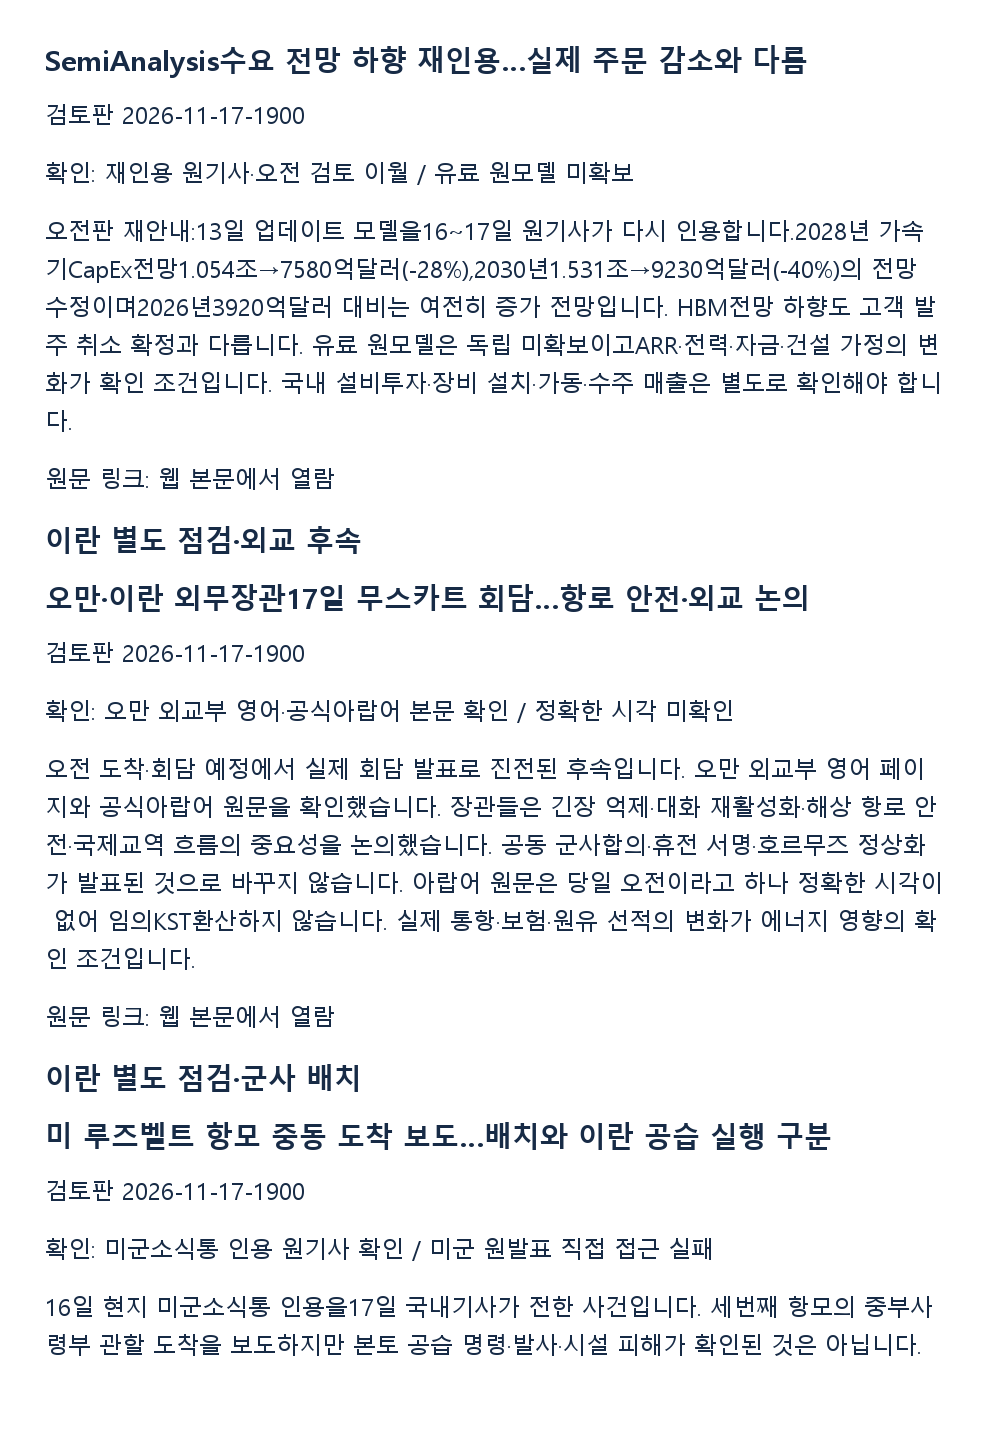 SemiAnalysis수요 전망 하향 재인용…실제 주문 감소와 다름
검토판 2026-11-17-1900
확인: 재인용 원기사·오전 검토 이월 / 유료 원모델 미확보
오전판 재안내:13일 업데이트 모델을16~17일 원기사가 다시 인용합니다.2028년 가속
기CapEx전망1.054조→7580억달러(-28%),2030년1.531조→9230억달러(-40%)의 전망
수정이며2026년3920억달러 대비는 여전히 증가 전망입니다. HBM전망 하향도 고객 발
주 취소 확정과 다릅니다. 유료 원모델은 독립 미확보이고ARR·전력·자금·건설 가정의 변
화가 확인 조건입니다. 국내 설비투자·장비 설치·가동·수주 매출은 별도로 확인해야 합니
다.
원문 링크: 웹 본문에서 열람
이란 별도 점검·외교 후속
오만·이란 외무장관17일 무스카트 회담…항로 안전·외교 논의
검토판 2026-11-17-1900
확인: 오만 외교부 영어·공식아랍어 본문 확인 / 정확한 시각 미확인
오전 도착·회담 예정에서 실제 회담 발표로 진전된 후속입니다. 오만 외교부 영어 페이
지와 공식아랍어 원문을 확인했습니다. 장관들은 긴장 억제·대화 재활성화·해상 항로 안
전·국제교역 흐름의 중요성을 논의했습니다. 공동 군사합의·휴전 서명·호르무즈 정상화
가 발표된 것으로 바꾸지 않습니다. 아랍어 원문은 당일 오전이라고 하나 정확한 시각이
없어 임의KST환산하지 않습니다. 실제 통항·보험·원유 선적의 변화가 에너지 영향의 확
인 조건입니다.
원문 링크: 웹 본문에서 열람
이란 별도 점검·군사 배치
미 루즈벨트 항모 중동 도착 보도…배치와 이란 공습 실행 구분
검토판 2026-11-17-1900
확인: 미군소식통 인용 원기사 확인 / 미군 원발표 직접 접근 실패
16일 현지 미군소식통 인용을17일 국내기사가 전한 사건입니다. 세번째 항모의 중부사
령부 관할 도착을 보도하지만 본토 공습 명령·발사·시설 피해가 확인된 것은 아닙니다.